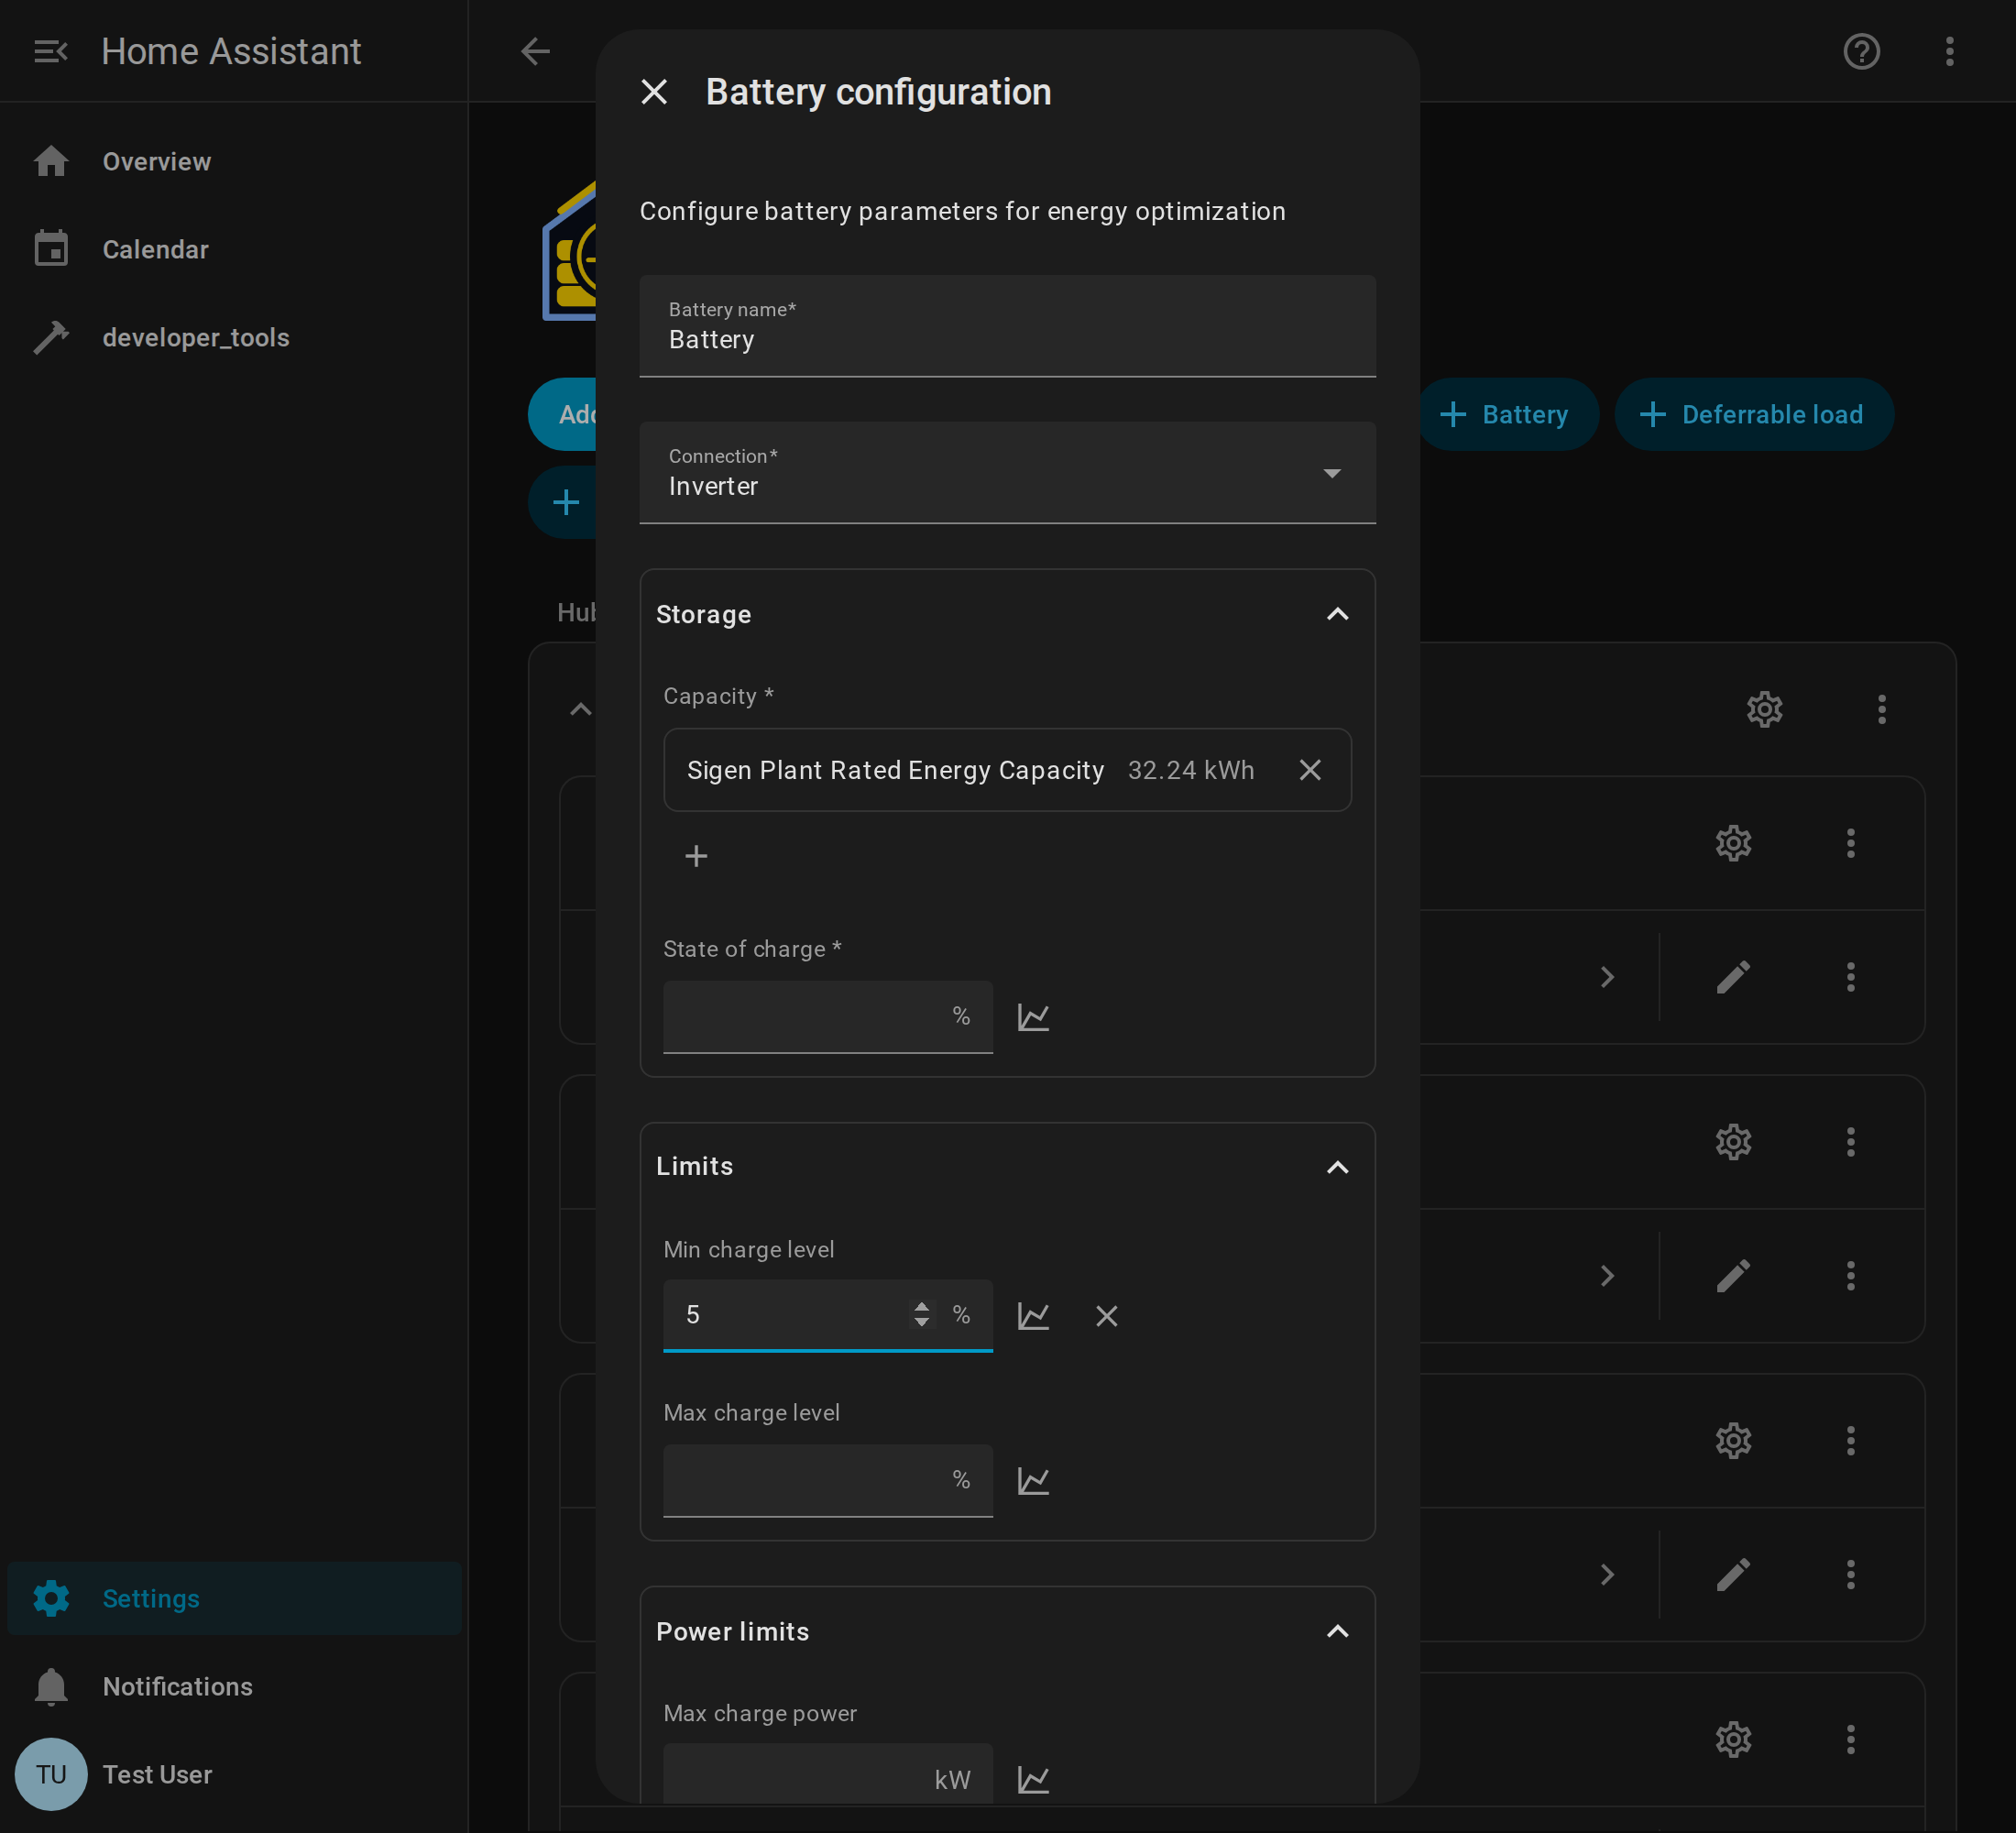 Home Assistant
Overview
Calendar
developer_tools
Settings
Notifications
TU
Test User
Battery configuration
Configure battery parameters for energy optimization
Battery name*
Battery
Connection*
Inverter
Storage
Capacity *
Sigen Plant Rated Energy Capacity 32.24 kWh
State of charge *
%
Limits
Min charge level
5 %
Max charge level
%
Power limits
Max charge power
kW
Battery
Deferrable load